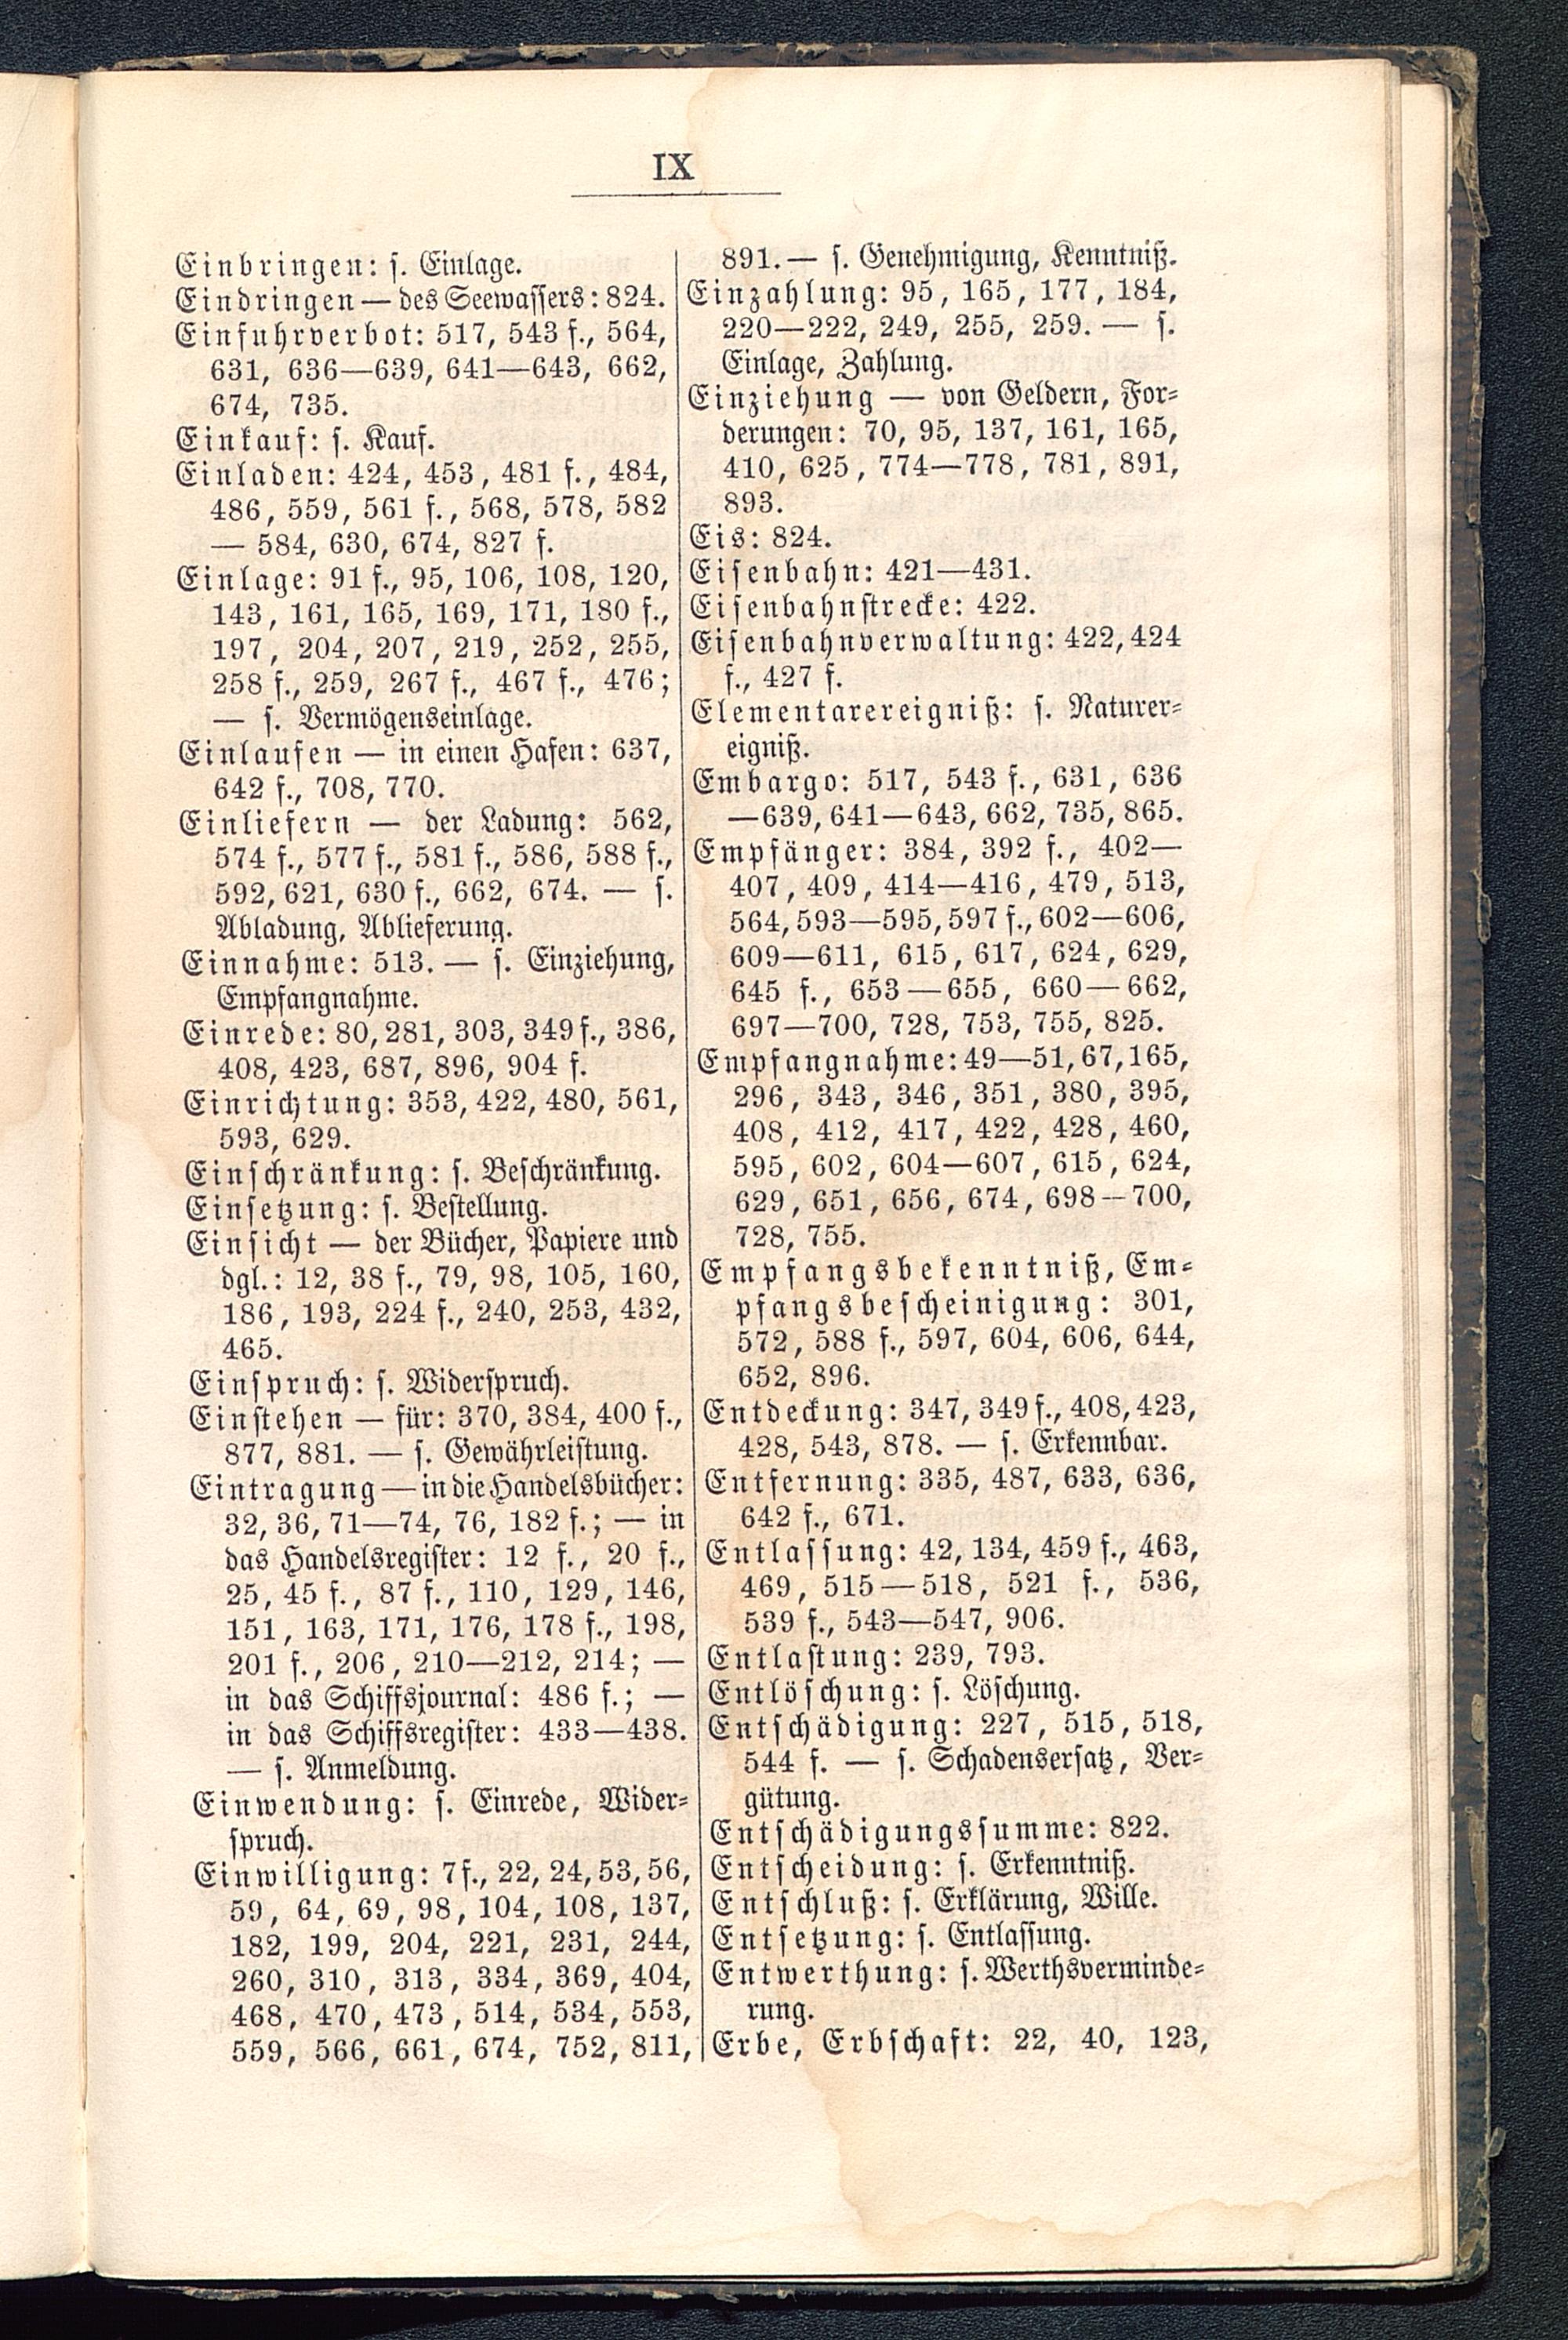 IX
Einbringen: s. Einlage.
Eindringen — des Seewassers: 824.
Einfuhrverbot: 517, 543 f., 564,
631, 636—639, 641—643, 662,
674, 735.
Einkauf: s. Kauf.
Einladen: 424, 453, 481 f., 484,
486, 559, 561 f., 568, 578, 582
— 584, 630, 674, 827 f.
Einlage: 91 f., 95, 106, 108, 120,
143, 161, 165, 169, 171, 180 f.,
197, 204, 207, 219, 252, 255,
258 f., 259, 267 f., 467 f., 476;
— s. Vermögenseinlage.
Einlaufen — in einen Hafen: 637,
642 f., 708, 770.
Einliefern — der Ladung: 562,
574 f., 577 f., 581 f., 586, 588 f.,
592, 621, 630 f., 662, 674. — s.
Abladung, Ablieferung.
Einnahme: 513. — s. Einziehung,
Empfangnahme.
Einrede: 80, 281, 303, 349 f., 386,
408, 423, 687, 896, 904 f.
Einrichtung: 353, 422, 480, 561,
593, 629.
Einschränkung: s. Beschränkung.
Einsetzung: s. Bestellung.
Einsicht — der Bücher, Papiere und
dgl.: 12, 38 f., 79, 98, 105, 160,
186, 193, 224 f., 240, 253, 432,
465.
Einspruch: s. Widerspruch.
Einstehen — für: 370, 384, 400 f.,
877, 881. — s. Gewährleistung.
Eintragung — in die Handelsbücher:
32, 36, 71—74, 76, 182 f.; — in
das Handelsregister: 12 f., 20 f.,
25, 45 f., 87 f., 110, 129, 146,
151, 163, 171, 176, 178 f., 198,
201 f., 206, 210—212, 214; —
in das Schiffsjournal: 486 f.; —
in das Schiffsregister: 433—438.
— s. Anmeldung.
Einwendung: s. Einrede, Wider-
spruch.
Einwilligung: 7 f., 22, 24, 53, 56,
59, 64, 69, 98, 104, 108, 137,
182, 199, 204, 221, 231, 244,
260, 310, 313, 334, 369, 404,
468, 470, 473, 514, 534, 553,
559, 566, 661, 674, 752, 811,
891. — s. Genehmigung, Kenntniß.
Einzahlung: 95, 165, 177, 184,
220—222, 249, 255, 259. — s.
Einlage, Zahlung.
Einziehung — von Geldern, For-
derungen: 70, 95, 137, 161, 165,
410, 625, 774—778, 781, 891,
893.
Eis: 824.
Eisenbahn: 421—431.
Eisenbahnstrecke: 422.
Eisenbahnverwaltung: 422, 424
f., 427 f.
Elementarereigniß: s. Naturer-
eigniß.
Embargo: 517, 543 f., 631, 636
—639, 641—643, 662, 735, 865.
Empfänger: 384, 392 f., 402—
407, 409, 414—416, 479, 513,
564, 593—595, 597 f., 602—606,
609—611, 615, 617, 624, 629,
645 f., 653—655, 660—662,
697—700, 728, 753, 755, 825.
Empfangnahme: 49—51, 67, 165,
296, 343, 346, 351, 380, 395,
408, 412, 417, 422, 428, 460,
595, 602, 604—607, 615, 624,
629, 651, 656, 674, 698—700,
728, 755.
Empfangsbekenntniß, Em-
pfangsbescheinigung: 301,
572, 588 f., 597, 604, 606, 644,
652, 896.
Entdeckung: 347, 349 f., 408, 423,
428, 543, 878. — s. Erkennbar.
Entfernung: 335, 487, 633, 636,
642 f., 671.
Entlassung: 42, 134, 459 f., 463,
469, 515—518, 521 f., 536,
539 f., 543—547, 906.
Entlastung: 239, 793.
Entlöschung: s. Löschung.
Entschädigung: 227, 515, 518,
544 f. — s. Schadensersatz, Ver-
gütung.
Entschädigungssumme: 822.
Entscheidung: s. Erkenntniß.
Entschluß: s. Erklärung, Wille.
Entsetzung: s. Entlassung.
Entwerthung: s. Werthsverminde-
rung.
Erbe, Erbschaft: 22, 40, 123,